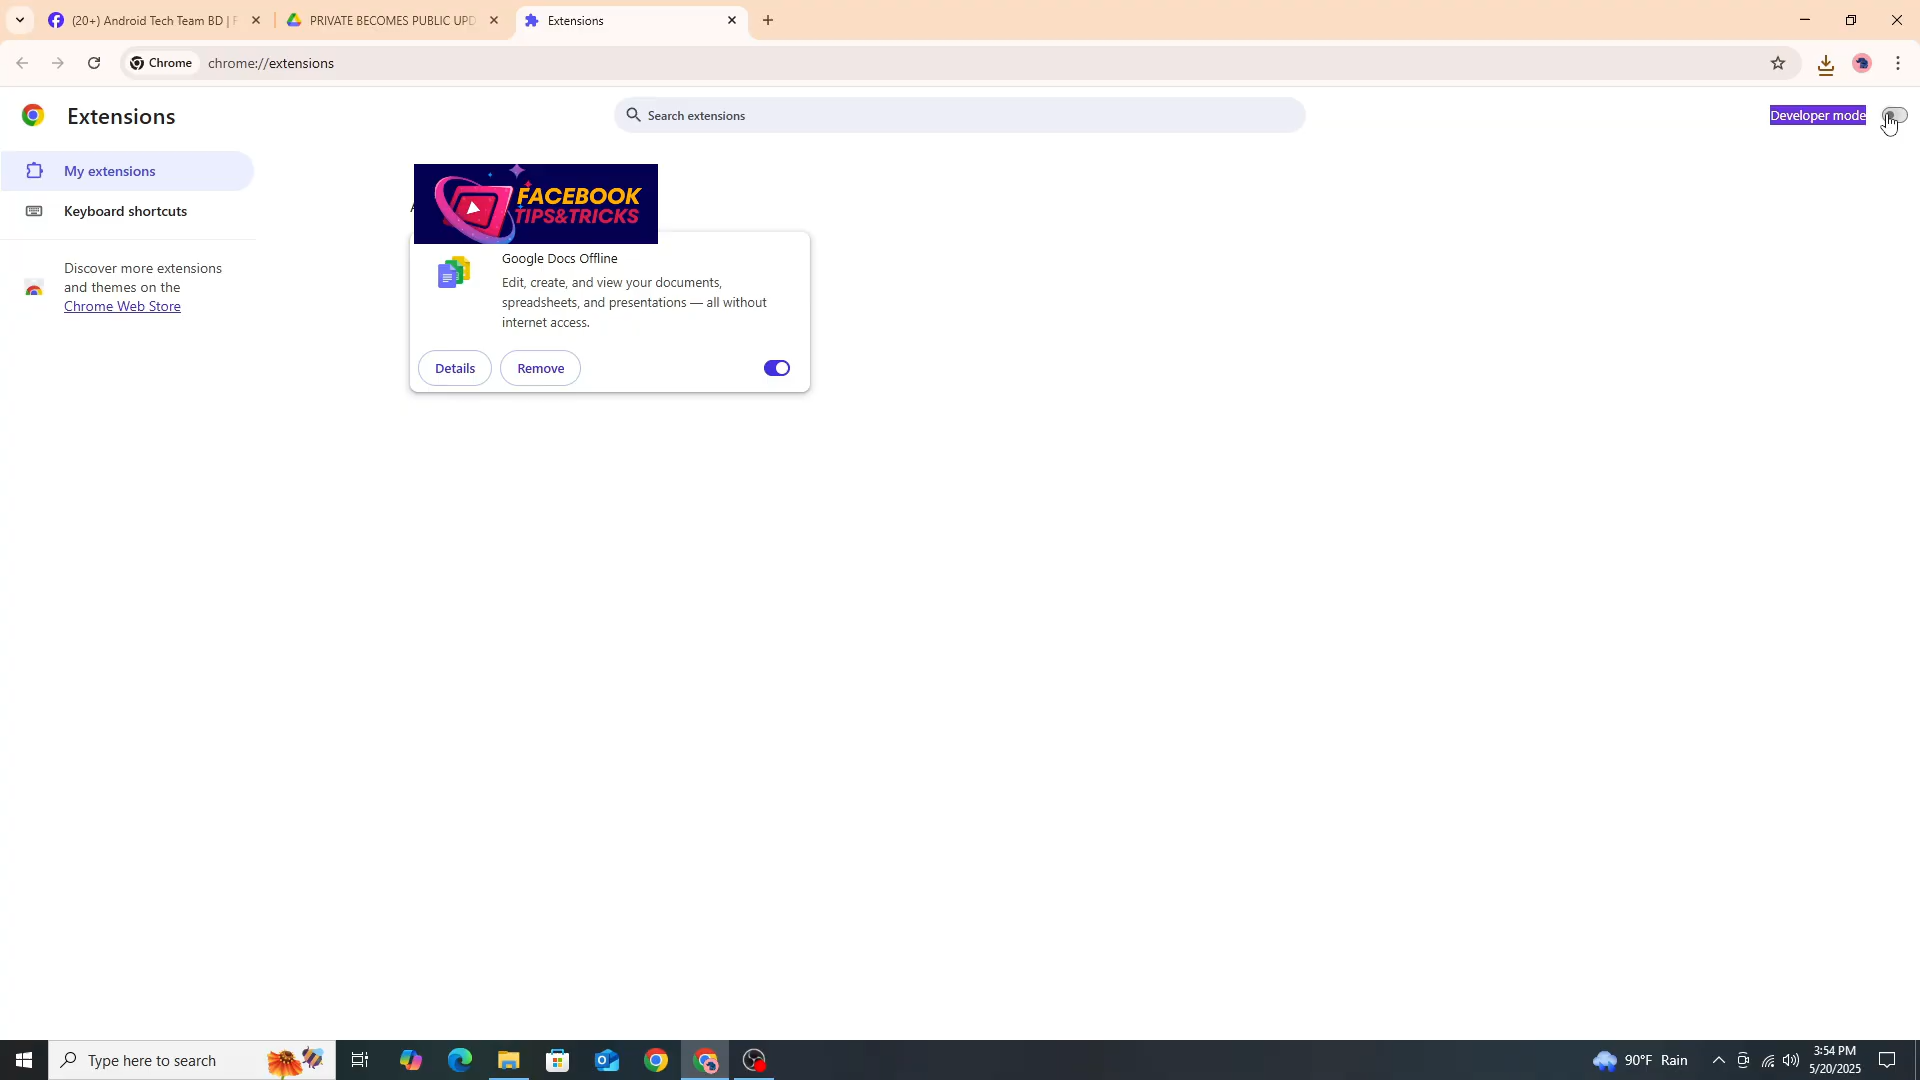 (20+) Android Tech Team BD | F
PRIVATE BECOMES PUBLIC UPD
Extensions
Chrome
chrome://extensions
Extensions
Search extensions
Developer mode
My extensions
Keyboard shortcuts
Discover more extensions
and themes on the
Chrome Web Store
FACEBOOK
TIPS&TRICKS
Google Docs Offline
Edit, create, and view your documents,
spreadsheets, and presentations — all without
internet access.
Details
Remove
Type here to search
90°F Rain
3:54 PM
5/20/2025